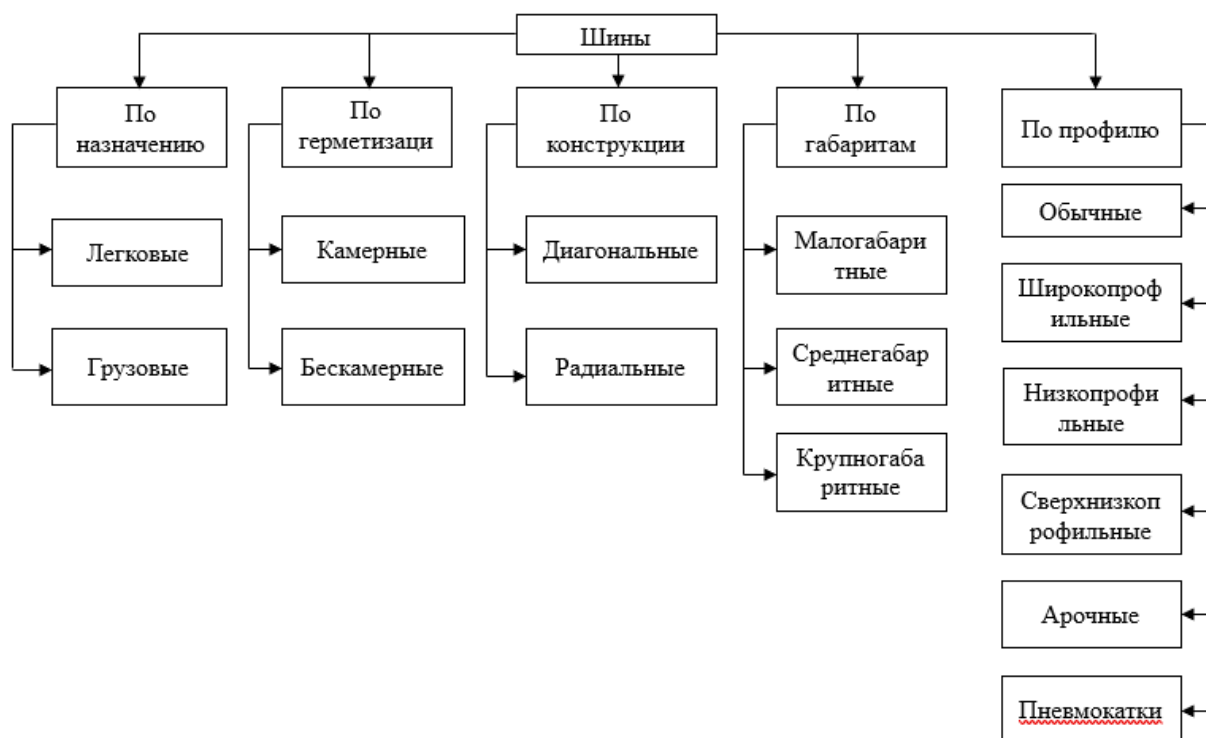 Шины
По
назначению
По
герметизаци
По
конструкции
По
габаритам
По профилю
Легковые
Грузовые
Камерные
Бескамерные
Диагональные
Радиальные
Малогабари
тные
Среднегабар
итные
Крупногаба
ритные
Обычные
Широкопроф
ильные
Низкопрофи
льные
Сверхнизкоп
рофильные
Арочные
Пневмокатки